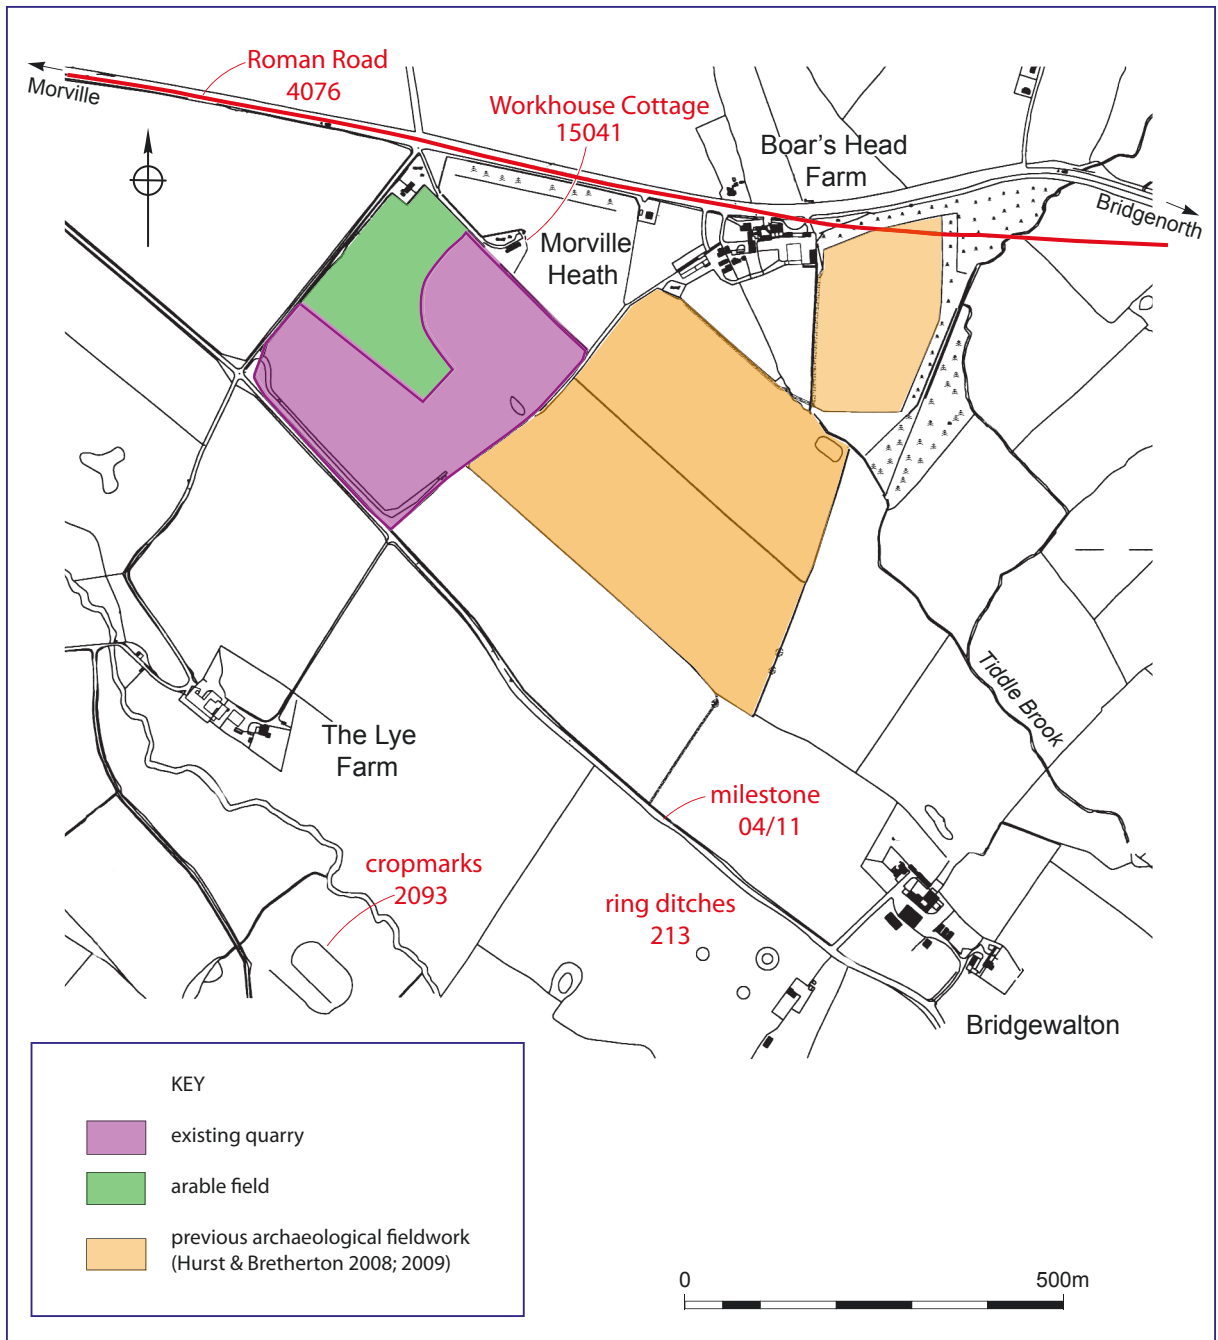 Roman Road
4076
Morville
Workhouse Cottage
15041
Boar's Head
Farm
Bridgenorth
Morville
Heath
Tiddle Brook
The Lye
Farm
milestone
04/11
cropmarks
2093
ring ditches
213
Bridgewalton
KEY
existing quarry
arable field
previous archaeological fieldwork
(Hurst & Bretherton 2008; 2009)
0
500m